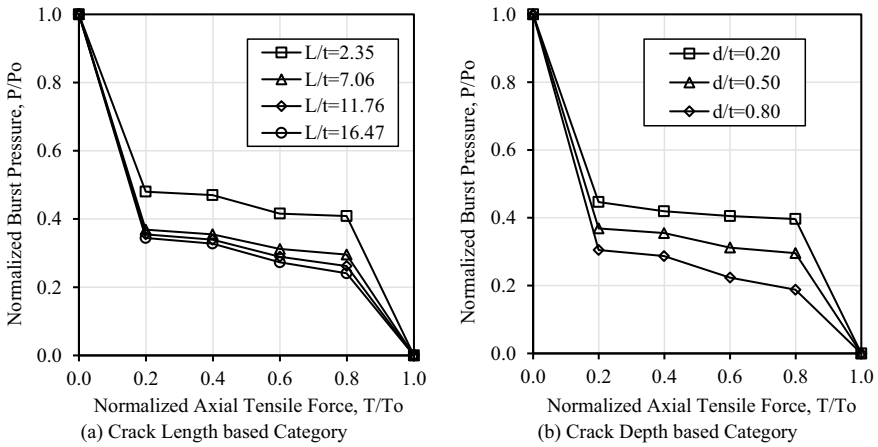 Normalized Burst Pressure, P/Po
1.0
0.8
0.6
0.4
0.2
0.0
L/t=2.35
L/t=7.06
L/t=11.76
L/t=16.47
0.0 0.2 0.4 0.6 0.8 1.0
Normalized Axial Tensile Force, T/To
(a) Crack Length based Category
Normalized Burst Pressure, P/Po
1.0
0.8
0.6
0.4
0.2
0.0
d/t=0.20
d/t=0.50
d/t=0.80
0.0 0.2 0.4 0.6 0.8 1.0
Normalized Axial Tensile Force, T/To
(b) Crack Depth based Category